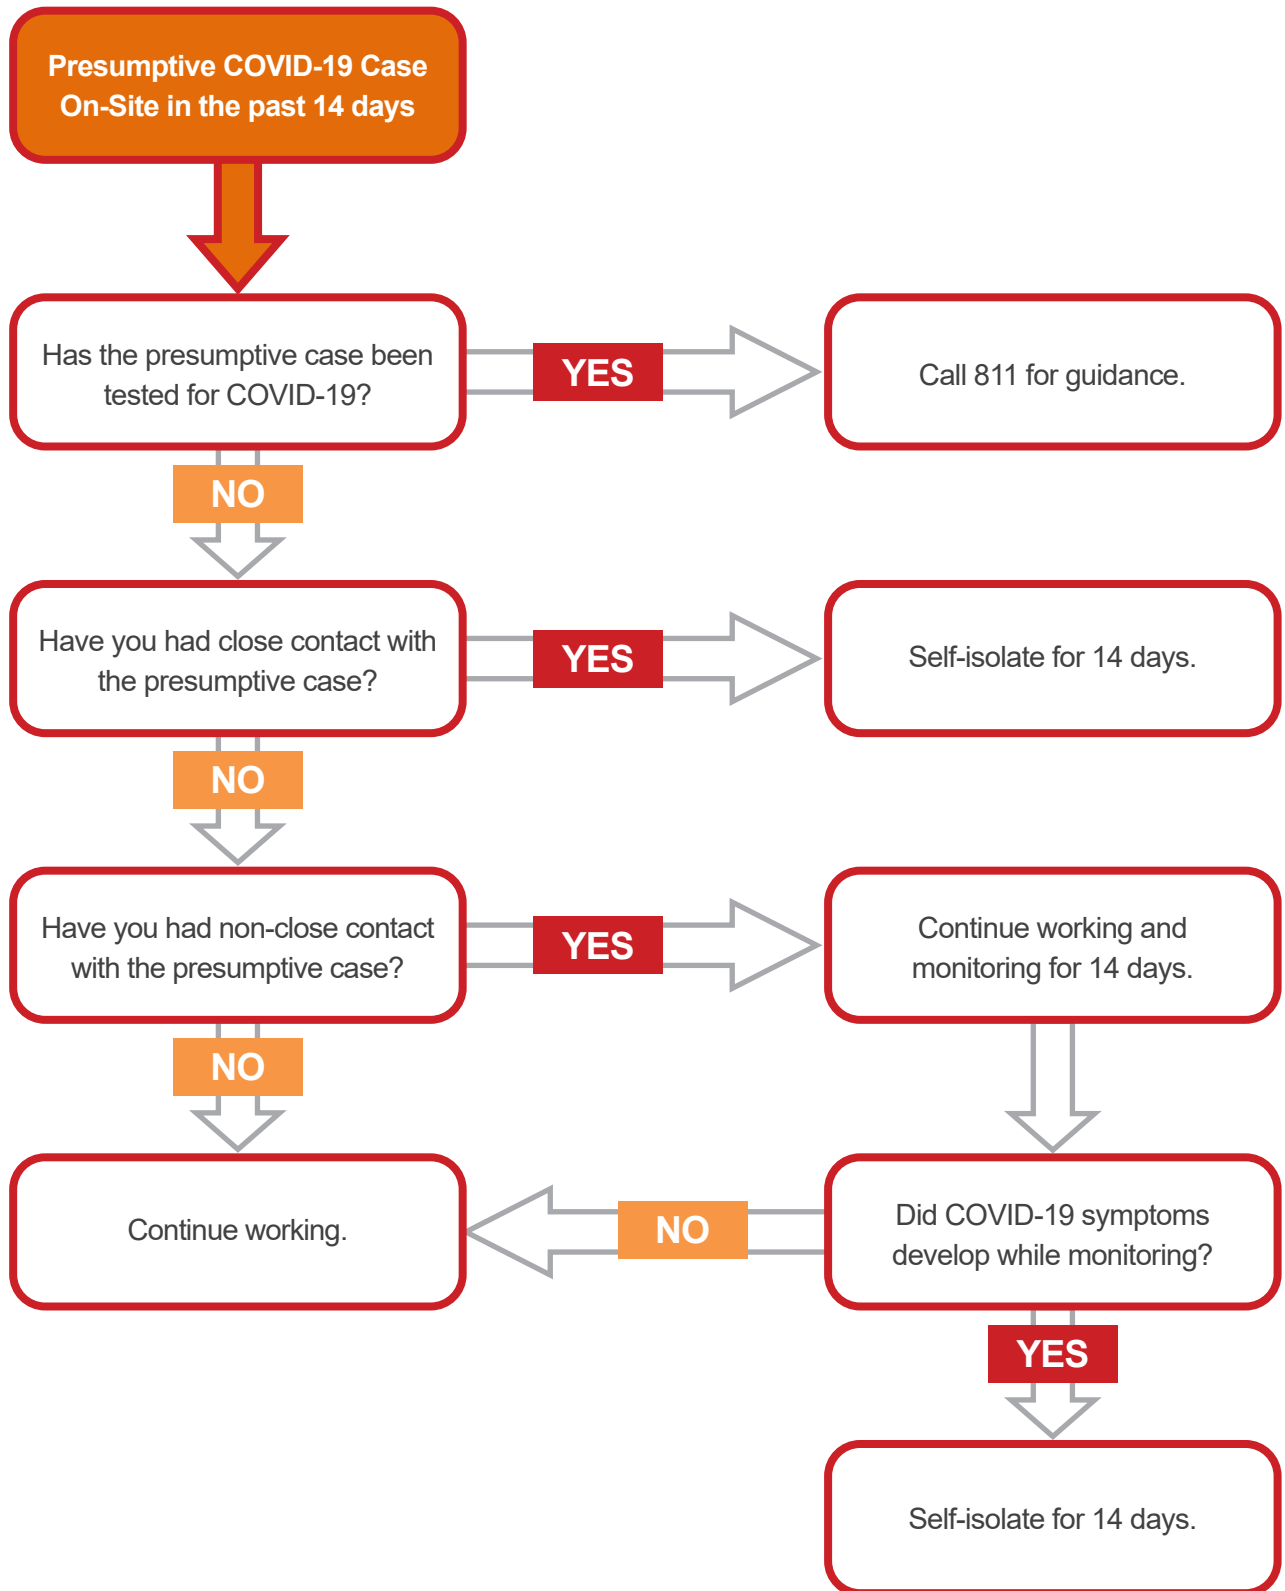 Presumptive COVID-19 Case
On-Site in the past 14 days
Has the presumptive case been
tested for COVID-19?
YES
Call 811 for guidance.
NO
Have you had close contact with
the presumptive case?
YES
Self-isolate for 14 days.
NO
Have you had non-close contact
with the presumptive case?
YES
Continue working and
monitoring for 14 days.
NO
Continue working.
NO
Did COVID-19 symptoms
develop while monitoring?
YES
Self-isolate for 14 days.